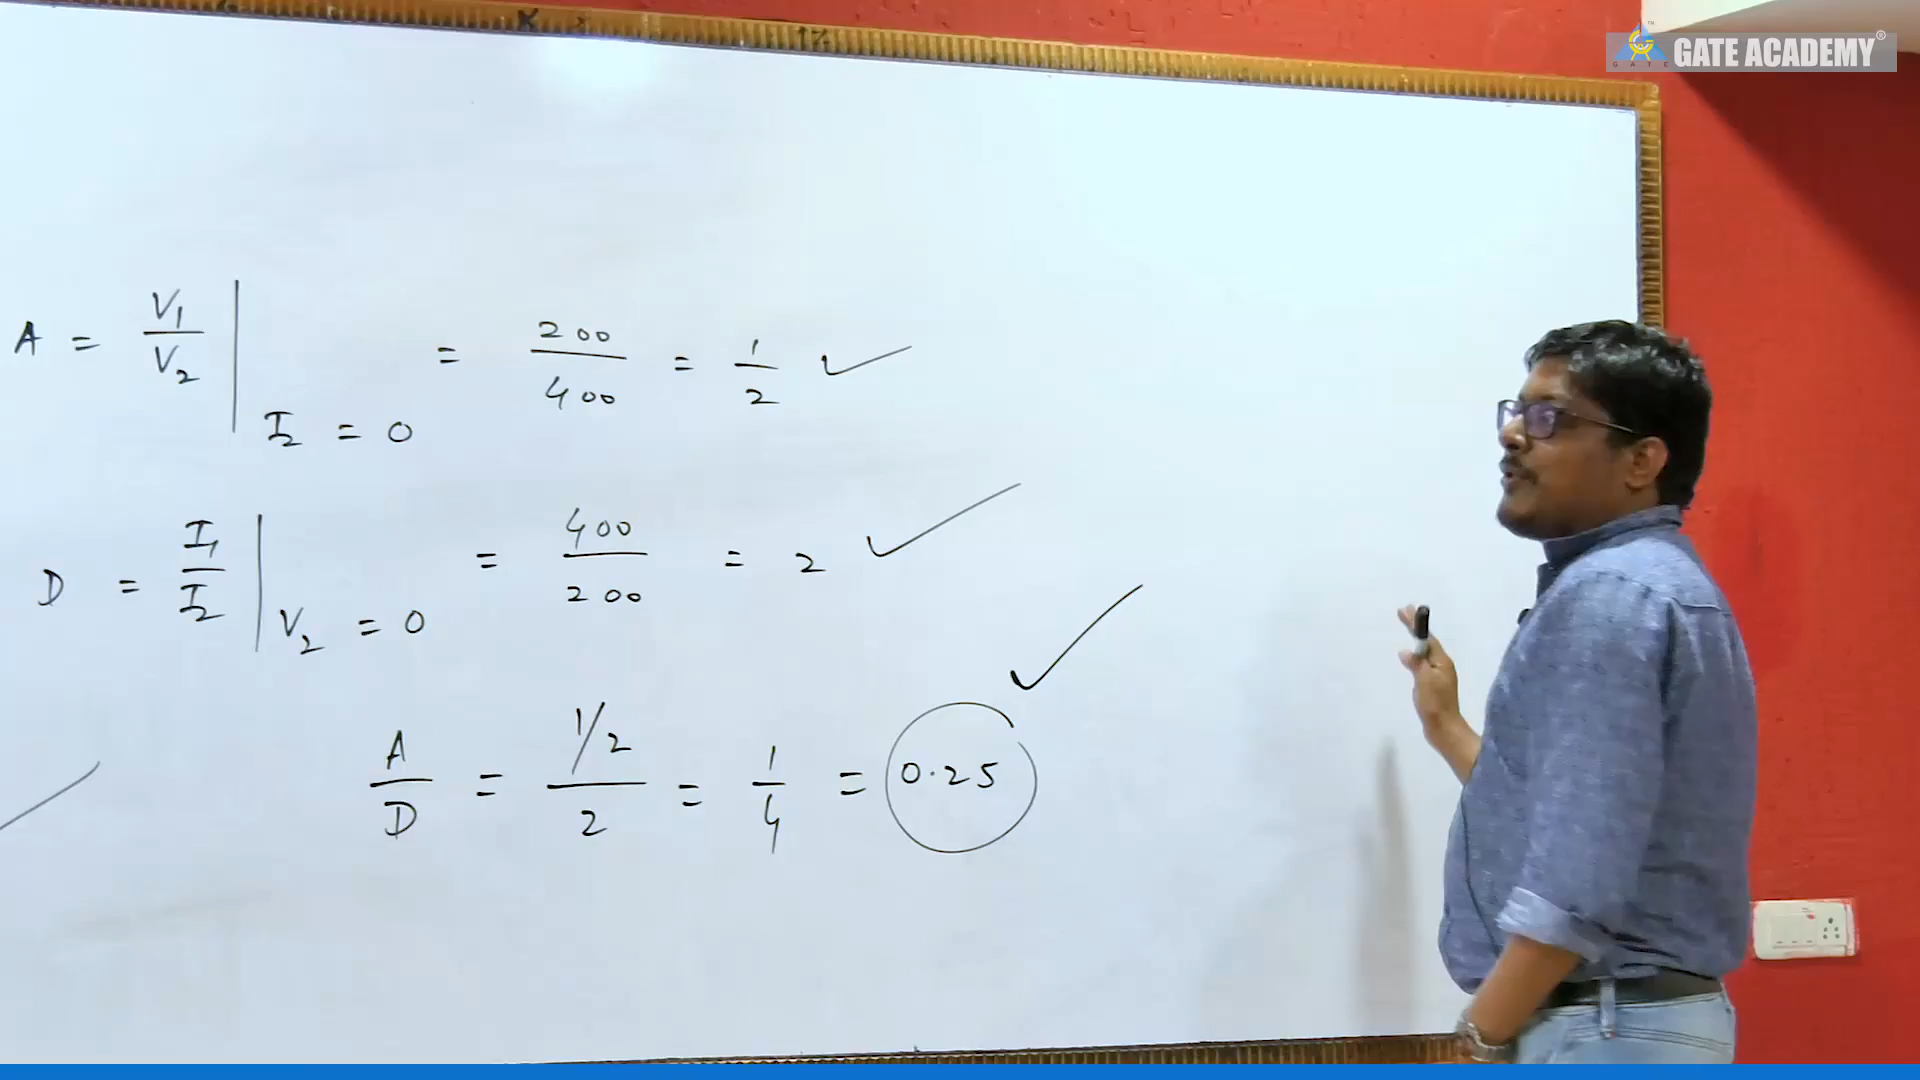 GATE ACADEMY®
GATE
A = V1/V2 | I2 = 0 = 200/400 = 1/2 ✓
D = I1/I2 | V2 = 0 = 400/200 = 2 ✓
A/D = 1/2/2 = 1/4 = 0.25 ✓